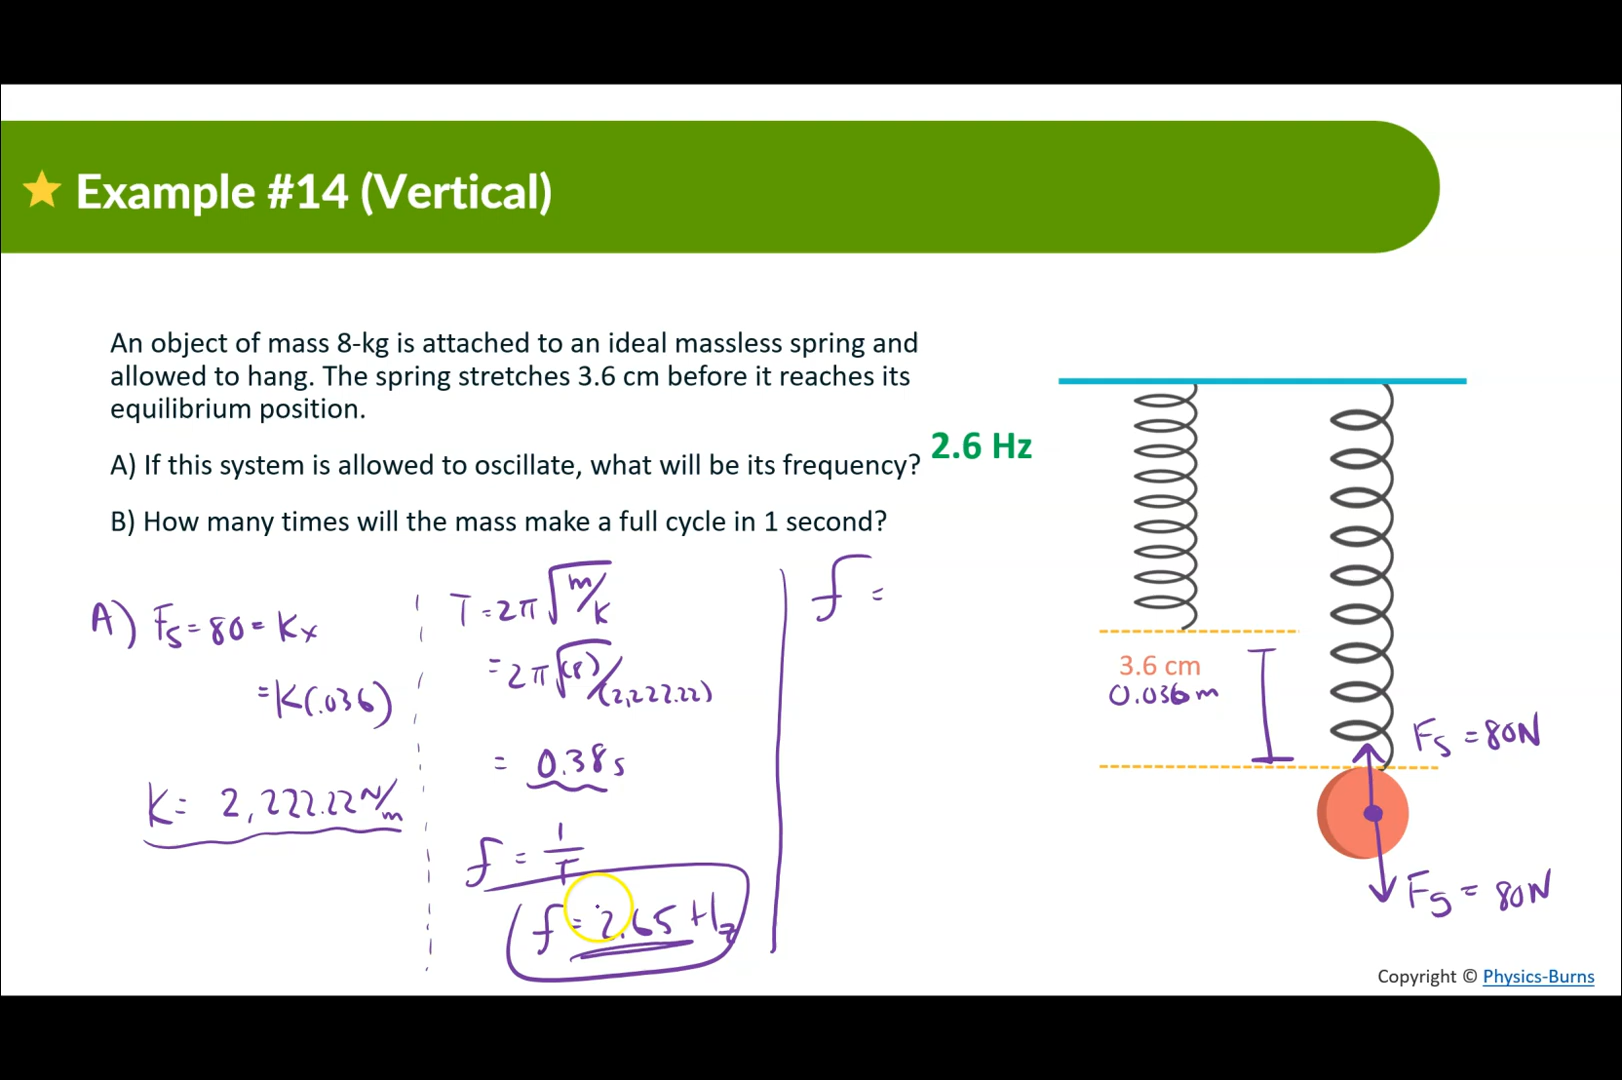 Example #14 (Vertical)
An object of mass 8-kg is attached to an ideal massless spring and
allowed to hang. The spring stretches 3.6 cm before it reaches its
equilibrium position.
A) If this system is allowed to oscillate, what will be its frequency?
2.6 Hz
B) How many times will the mass make a full cycle in 1 second?
A) Fs = 80 = Kx
= K(.036)
K = 2,222.22 N/m
T = 2π√m/K
= 2π√(8)/(2,222.22)
= 0.38s
f = 1/T
f = 2.65 Hz
f =
3.6 cm
0.036m
Fs = 80N
Fs = 80N
Copyright © Physics-Burns